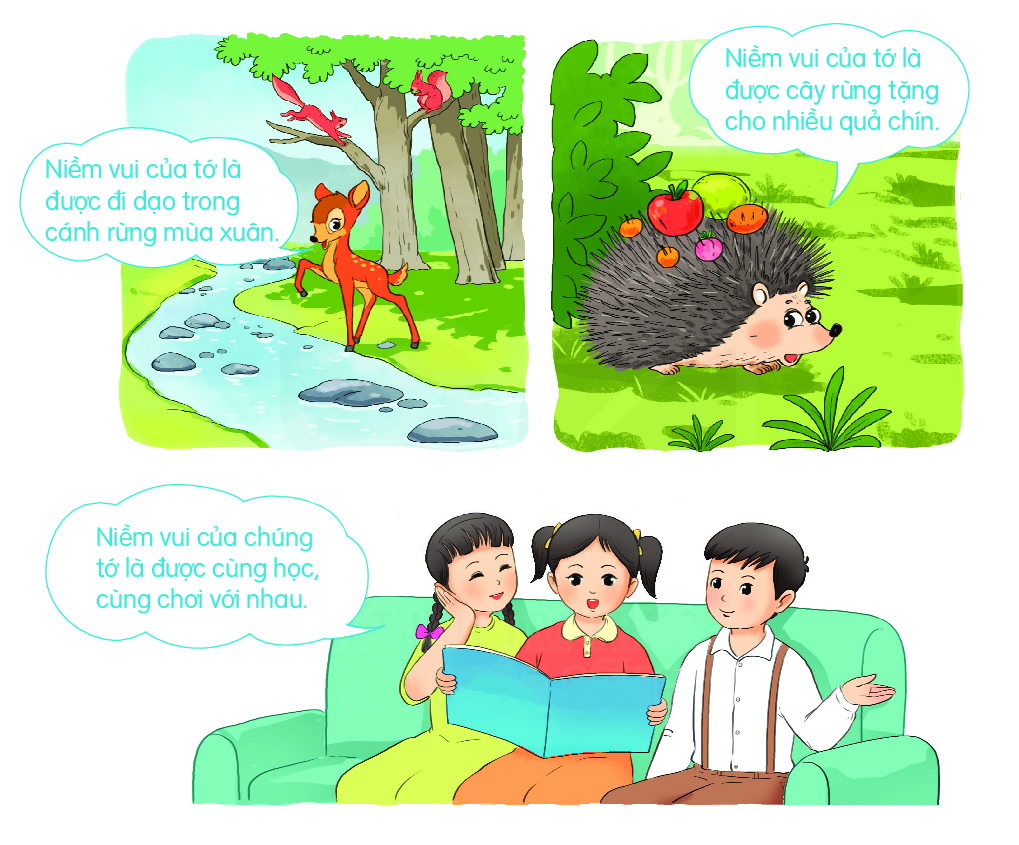 Niềm vui của tớ là
được đi dạo trong
cánh rừng mùa xuân.
Niềm vui của tớ là
được cây rừng tặng
cho nhiều quả chín.
Niềm vui của chúng
tớ là được cùng học,
cùng chơi với nhau.